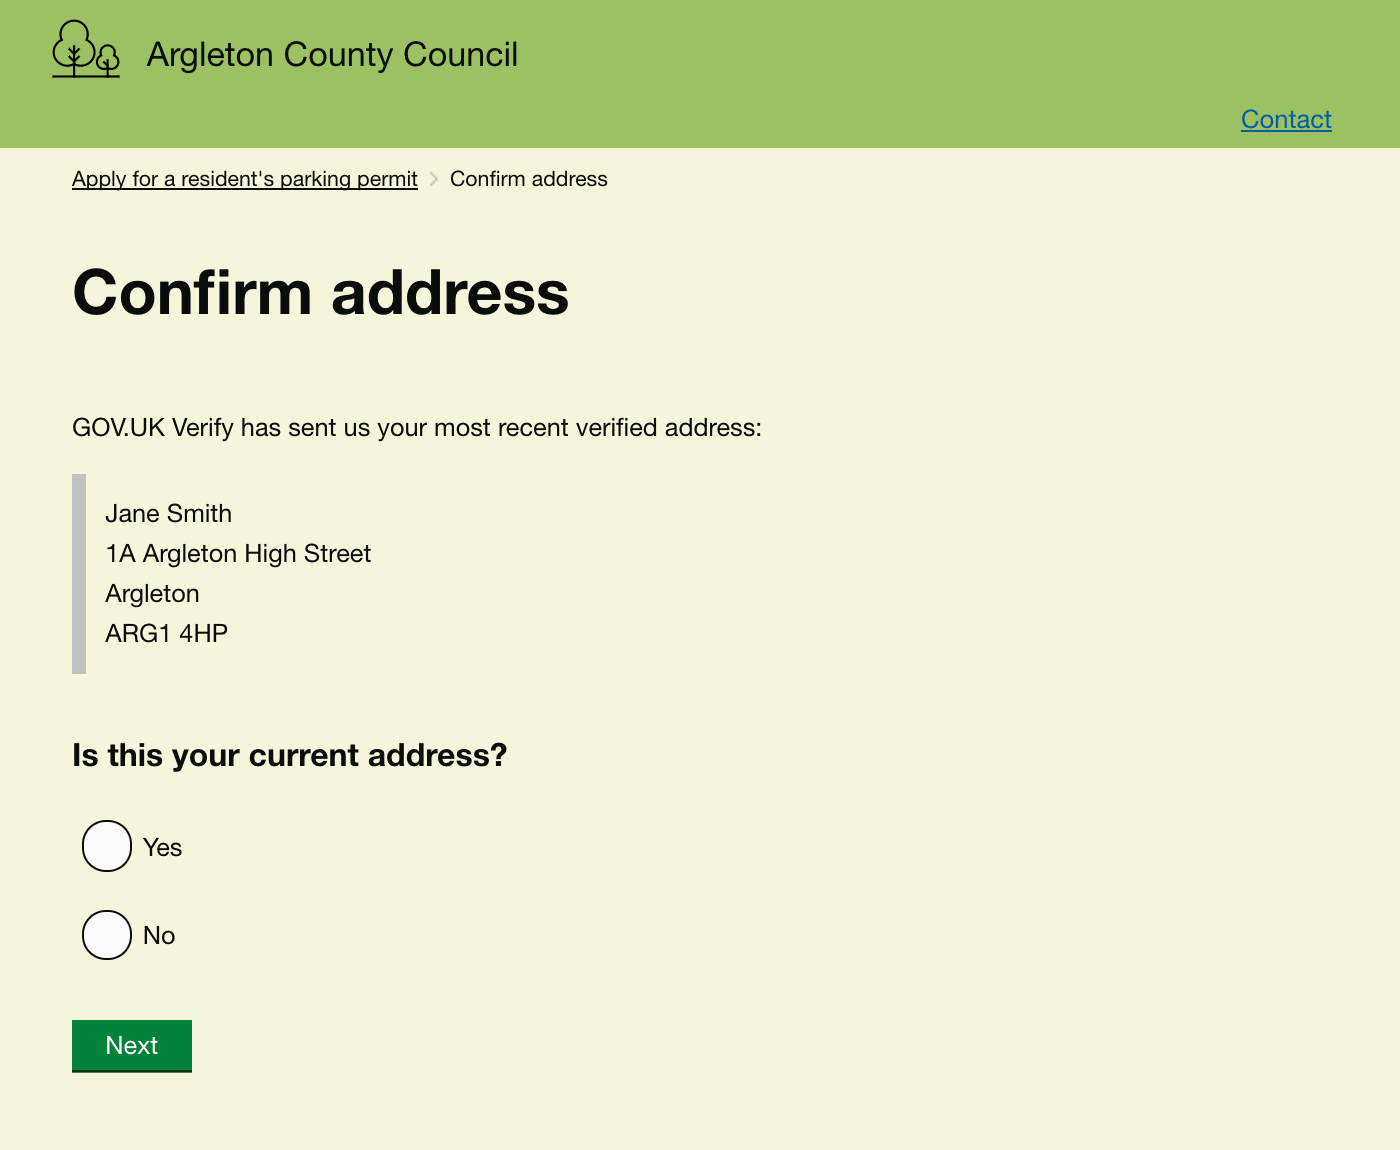 Argleton County Council
Contact
Apply for a resident's parking permit > Confirm address
Confirm address
GOV.UK Verify has sent us your most recent verified address:
Jane Smith
1A Argleton High Street
Argleton
ARG1 4HP
Is this your current address?
Yes
No
Next